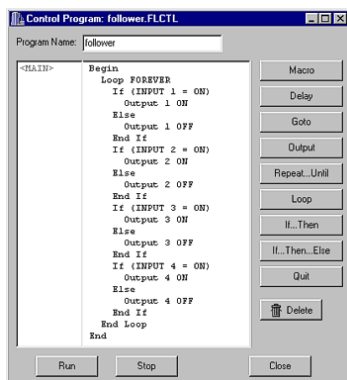 Control Program: follower.FLCTL
Program Name: follower
<MAIN>
Begin
Loop FOREVER
If (INPUT 1 = ON)
Output 1 ON
Else
Output 1 OFF
End If
If (INPUT 2 = ON)
Output 2 ON
Else
Output 2 OFF
End If
If (INPUT 3 = ON)
Output 3 ON
Else
Output 3 OFF
End If
If (INPUT 4 = ON)
Output 4 ON
Else
Output 4 OFF
End If
End Loop
End
Macro
Delay
Goto
Output
Repeat...Until
Loop
If...Then
If...Then...Else
Quit
Delete
Run
Stop
Close